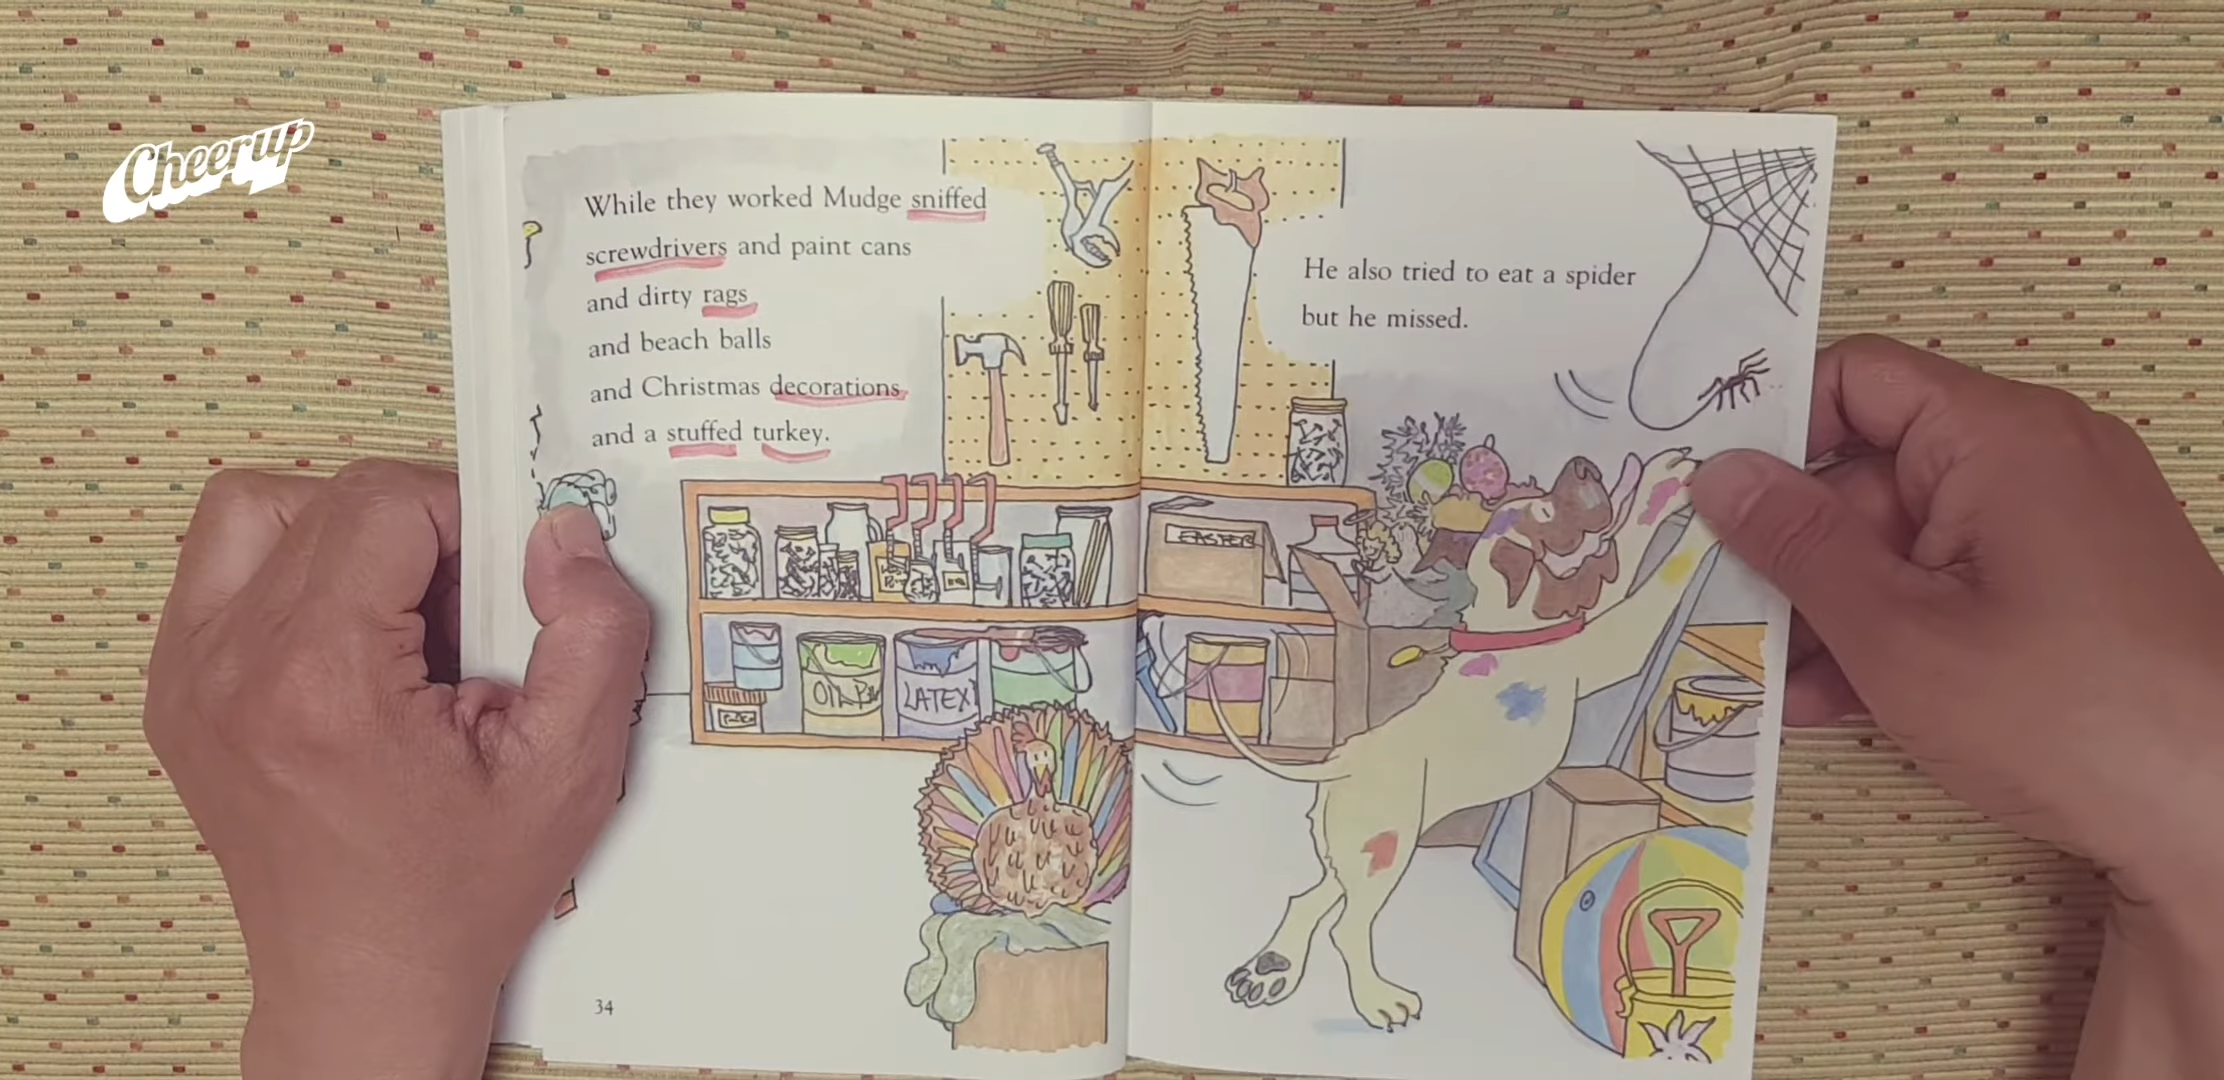 Cheerup
While they worked Mudge sniffed
screwdrivers and paint cans
and dirty rags
and beach balls
and Christmas decorations
and a stuffed turkey.
He also tried to eat a spider
but he missed.
EASTER
LATEX
34